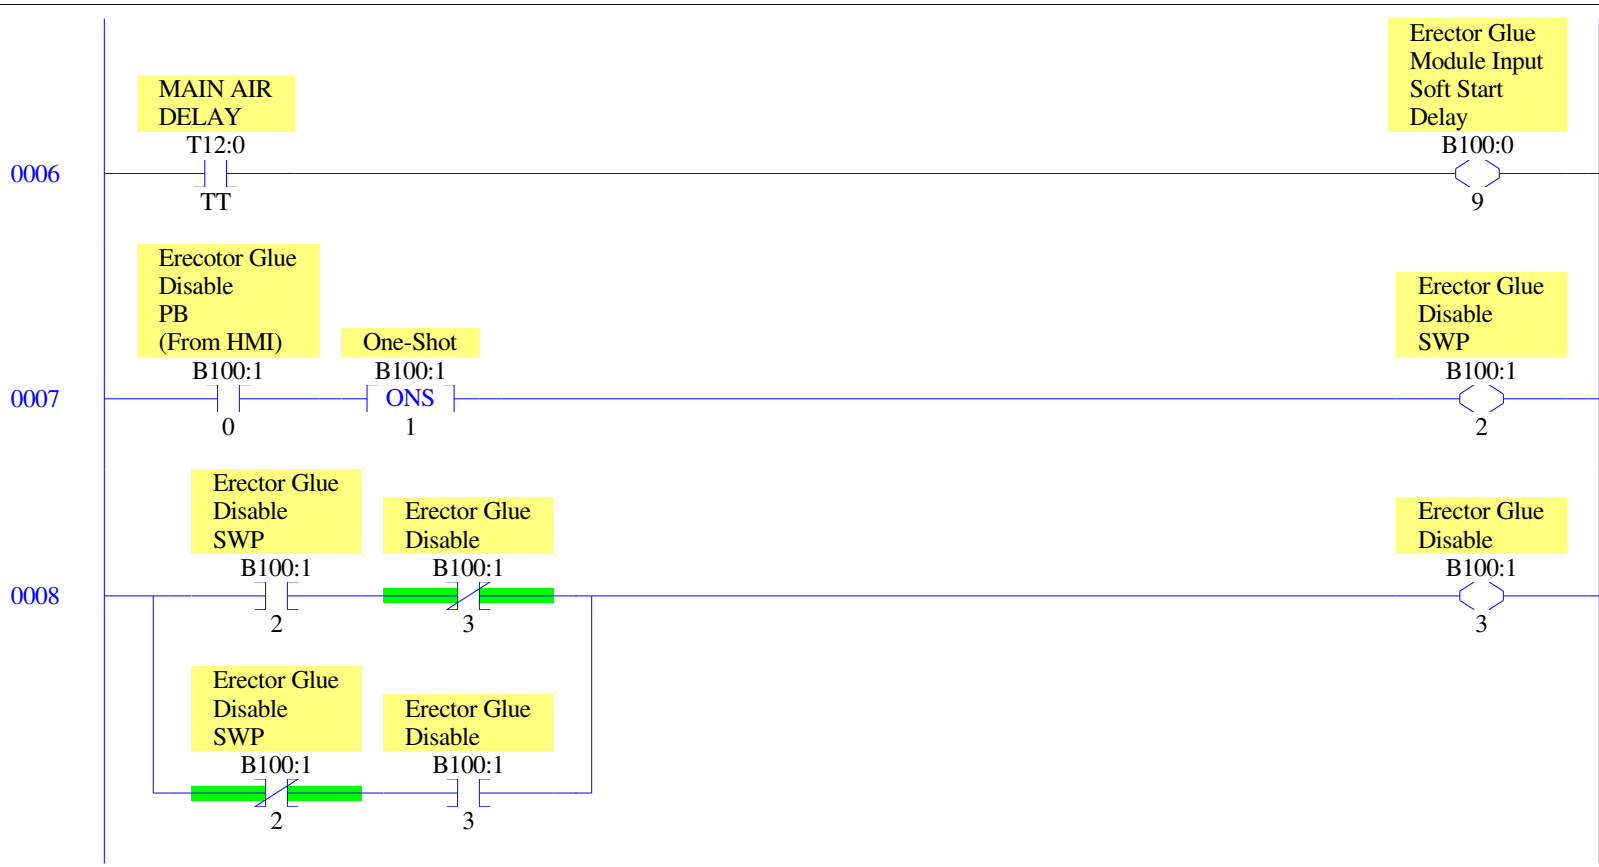 Erector Glue
Module Input
Soft Start
Delay
MAIN AIR
DELAY
T12:0
B100:0
0006
TT
9
Erecotor Glue
Disable
PB
(From HMI)
One-Shot
Erector Glue
Disable
SWP
B100:1
B100:1
B100:1
0007
ONS
0
1
2
Erector Glue
Disable
SWP
Erector Glue
Disable
Erector Glue
Disable
B100:1
B100:1
B100:1
0008
2
3
3
Erector Glue
Disable
SWP
Erector Glue
Disable
B100:1
B100:1
2
3